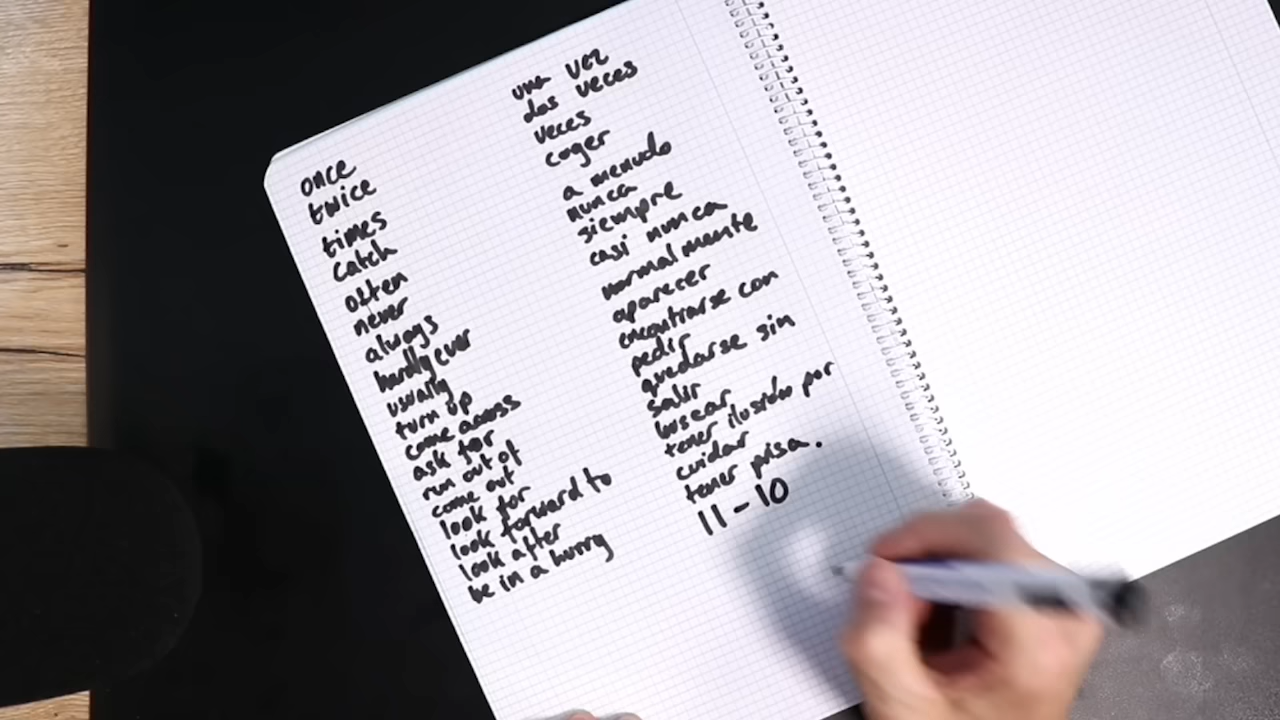 once
twice
times
catch
often
never
always
hardly ever
usually
turn up
come across
ask for
run out of
come out
look for
look forward to
look after
be in a hurry
una vez
dos veces
veces
coger
a menudo
nunca
siempre
casi nunca
normalmente
aparecer
encontrarse con
pedir
quedarse sin
salir
buscar
tener ilusión por
cuidar
tener prisa.
11-10